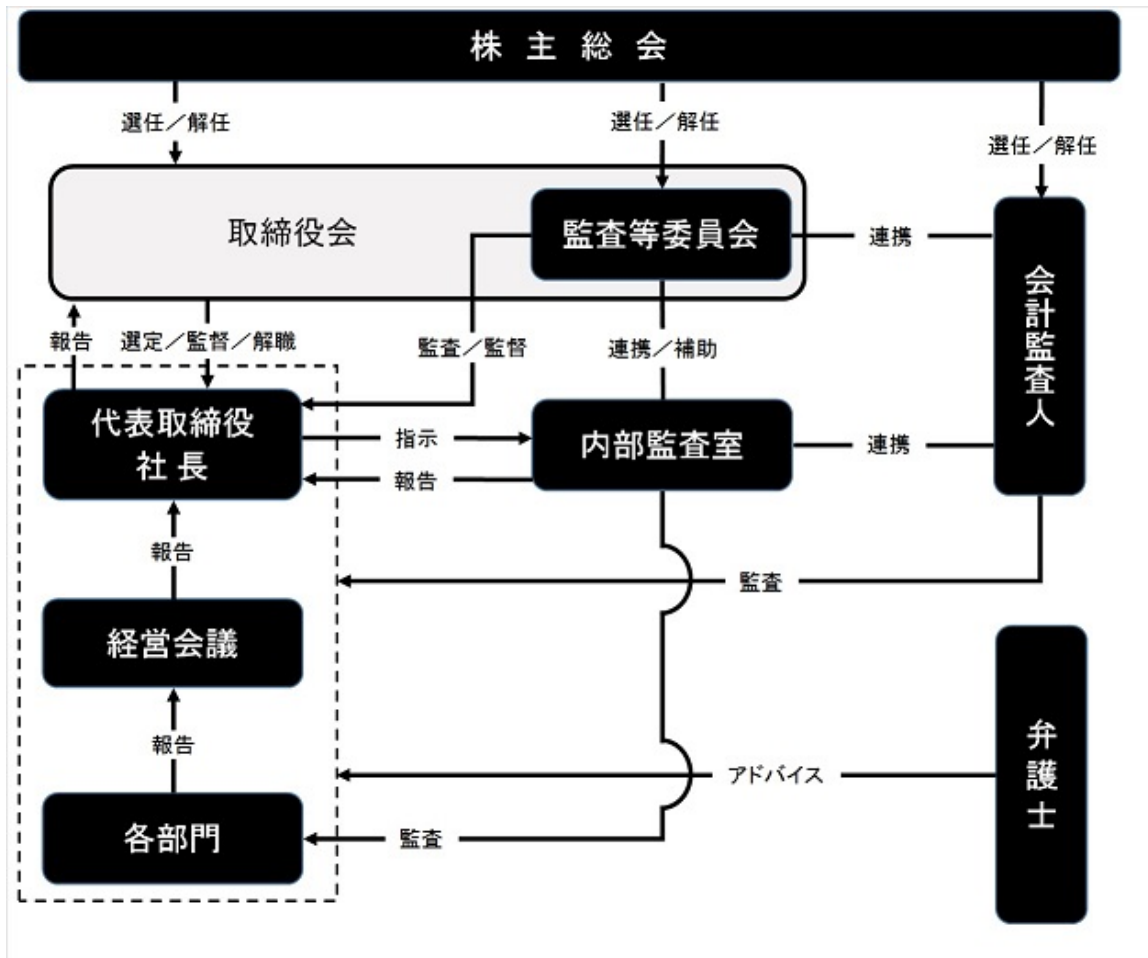 株主総会
選任／解任
選任／解任
選任／解任
取締役会
監査等委員会
連携
会計監査人
報告
選定／監督／解職
監査／監督
連携／補助
代表取締役
社長
指示
報告
内部監査室
連携
報告
監査
経営会議
報告
アドバイス
弁護士
各部門
監査